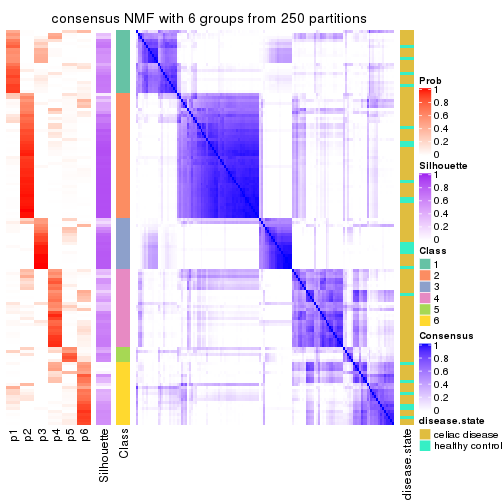 consensus NMF with 6 groups from 250 partitions
Prob
1
0.8
0.6
0.4
0.2
0
Silhouette
1
0.8
0.6
0.4
0.2
0
Class
1
2
3
4
5
6
Consensus
1
0.8
0.6
0.4
0.2
0
disease.state
celiac disease
healthy control
p1
p2
p3
p4
p5
p6
Silhouette
Class
disease.state